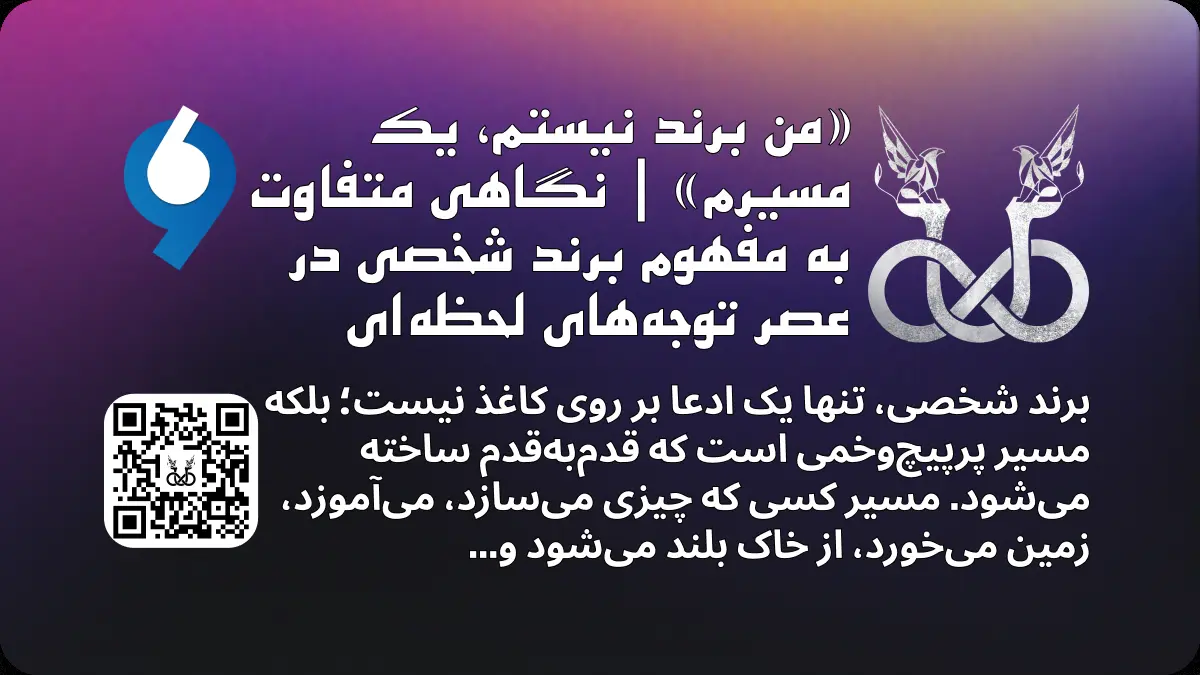 «من برند نیستم، یک
مسیرم» | نگاهی متفاوت
به مفهوم برند شخصی در
عصر توجه‌های لحظه‌ای
برند شخصی، تنها یک ادعا بر روی کاغذ نیست؛ بلکه
مسیر پرپیچ‌وخمی است که قدم‌به‌قدم ساخته
می‌شود. مسیر کسی که چیزی می‌سازد، می‌آموزد،
زمین می‌خورد، از خاک بلند می‌شود و...